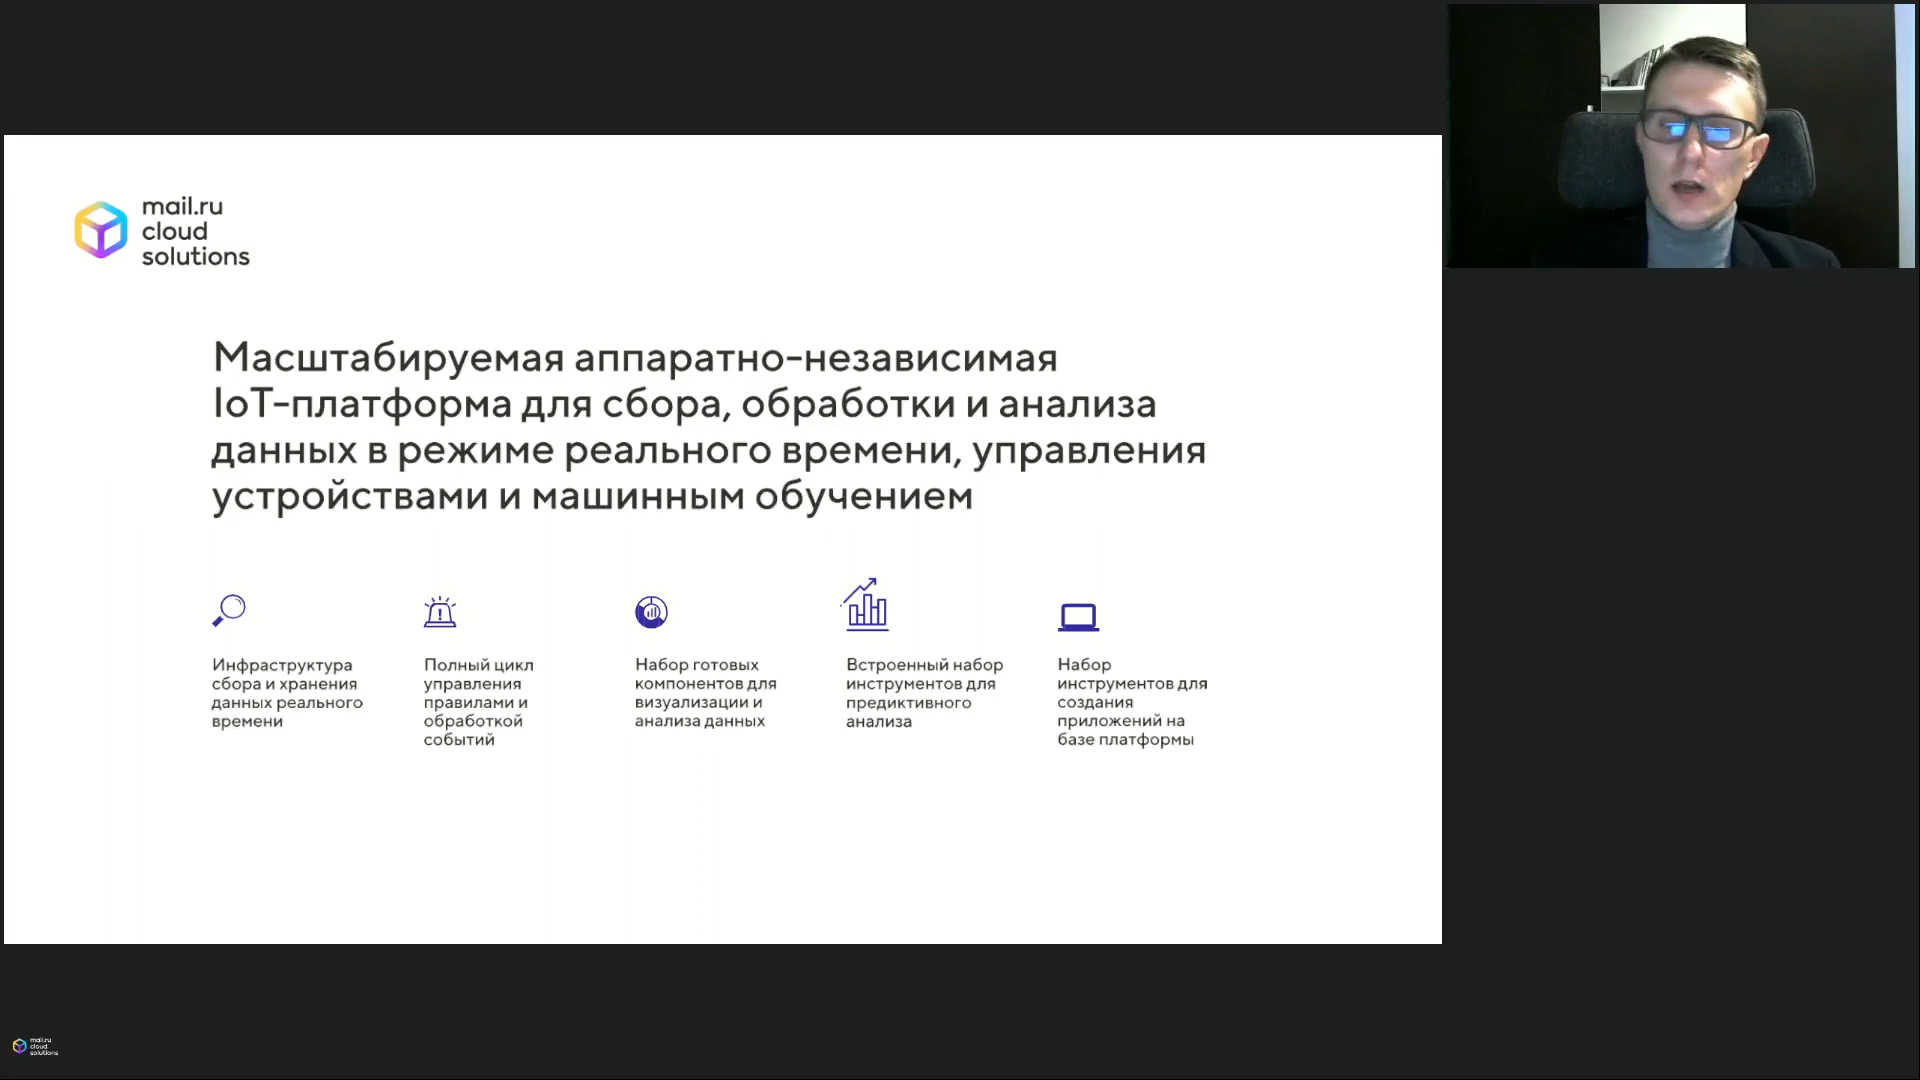 mail.ru
cloud
solutions
Масштабируемая аппаратно-независимая
IoT-платформа для сбора, обработки и анализа
данных в режиме реального времени, управления
устройствами и машинным обучением
Инфраструктура
сбора и хранения
данных реального
времени
Полный цикл
управления
правилами и
обработкой
событий
Набор готовых
компонентов для
визуализации и
анализа данных
Встроенный набор
инструментов для
предиктивного
анализа
Набор
инструментов для
создания
приложений на
базе платформы
mail.ru
cloud
solutions